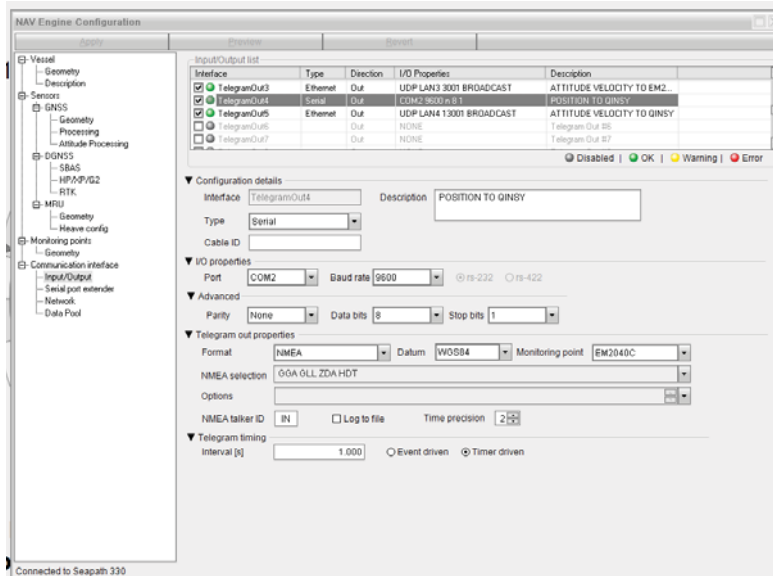 NAV Engine Configuration
Apply Preview Revert
Vessel
Geometry
Description
Sensors
GNSS
Geometry
Processing
Attitude Processing
DGNSS
SBAS
HP/XP/G2
RTK
MRU
Geometry
Heave config
Monitoring points
Geometry
Communication interface
Input/Output
Serial port extender
Network
Data Pool
Input/Output list
Interface Type Direction I/O Properties Description
TelegramOut3 Ethernet Out UDP LAN3 3001 BROADCAST ATTITUDE VELOCITY TO EM2...
TelegramOut4 Serial Out COM2 9600 n 8 1 POSITION TO QINSY
TelegramOut5 Ethernet Out UDP LAN4 13001 BROADCAST ATTITUDE VELOCITY TO QINSY
TelegramOut6 Out NONE Telegram Out #6
TelegramOut7 Out NONE Telegram Out #7
Disabled | OK | Warning | Error
Configuration details
Interface TelegramOut4 Description POSITION TO QINSY
Type Serial
Cable ID
I/O properties
Port COM2 Baud rate 9600 rs-232 rs-422
Advanced
Parity None Data bits 8 Stop bits 1
Telegram out properties
Format NMEA Datum WGS84 Monitoring point EM2040C
NMEA selection GGA GLL ZDA HDT
Options
NMEA talker ID IN Log to file Time precision 2
Telegram timing
Interval [s] 1.000 Event driven Timer driven
Connected to Seapath 330